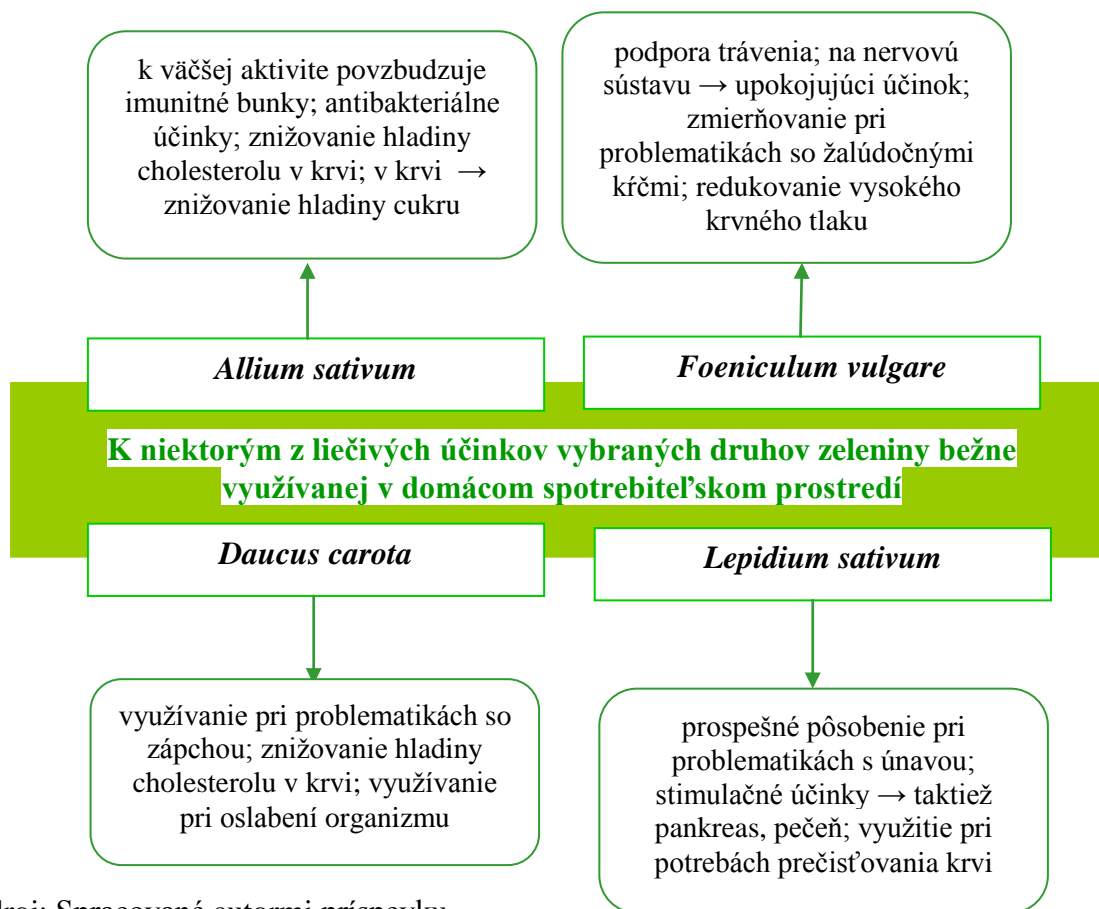 k väčšej aktivite povzbudzuje
imunitné bunky; antibakteriálne
účinky; znižovanie hladiny
cholesterolu v krvi; v krvi →
znižovanie hladiny cukru
podpora trávenia; na nervovú
sústavu → upokojujúci účinok;
zmierňovanie pri
problematikách so žalúdočnými
kŕčmi; redukovanie vysokého
krvného tlaku
Allium sativum
Foeniculum vulgare
K niektorým z liečivých účinkov vybraných druhov zeleniny bežne
využívanej v domácom spotrebiteľskom prostredí
Daucus carota
Lepidium sativum
využívanie pri problematikách so
zápchou; znižovanie hladiny
cholesterolu v krvi; využívanie
pri oslabení organizmu
prospešné pôsobenie pri
problematikách s únavou;
stimulačné účinky → taktiež
pankreas, pečeň; využitie pri
potrebách prečisťovania krvi